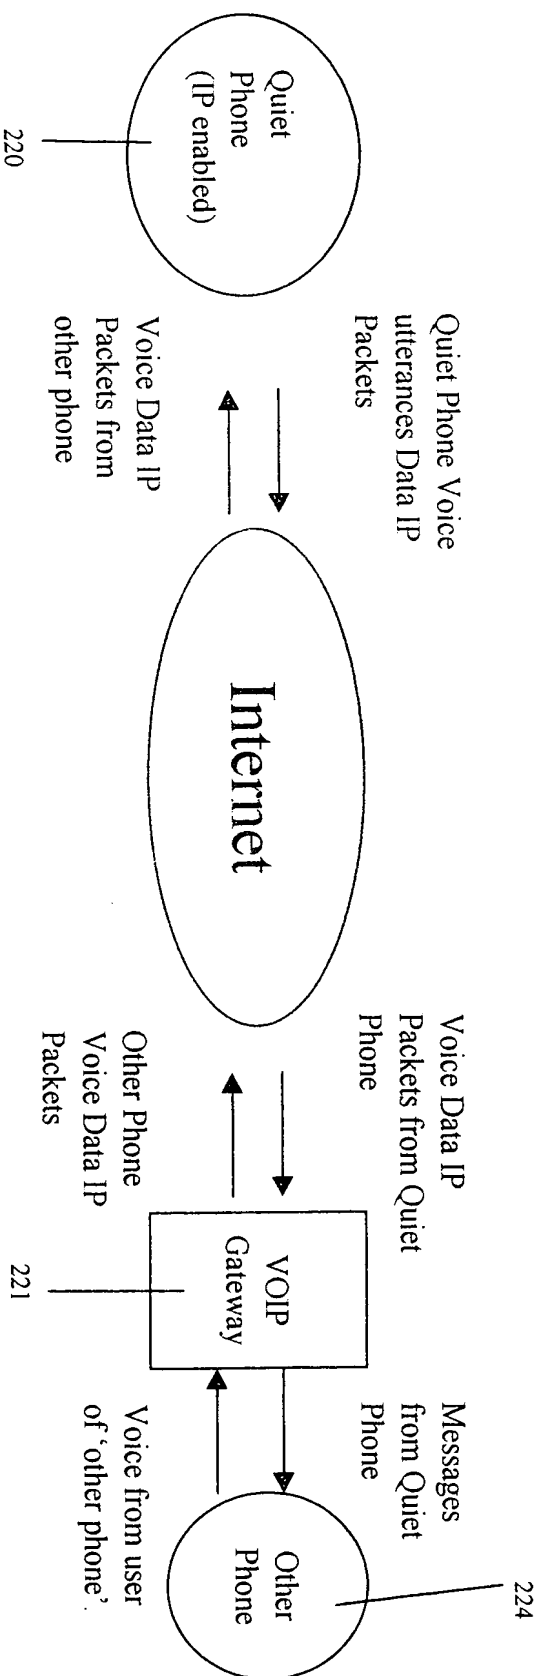 Quiet Phone Voice
utterances Data IP
Packets
Voice Data IP
Packets from Quiet
Phone
Messages
from Quiet
Phone
224
Quiet
Phone
(IP enabled)
Internet
VOIP
Gateway
Other
Phone
Voice Data IP
Packets from
other phone
Other Phone
Voice Data IP
Packets
Voice from user
of ‘other phone’.
220
221